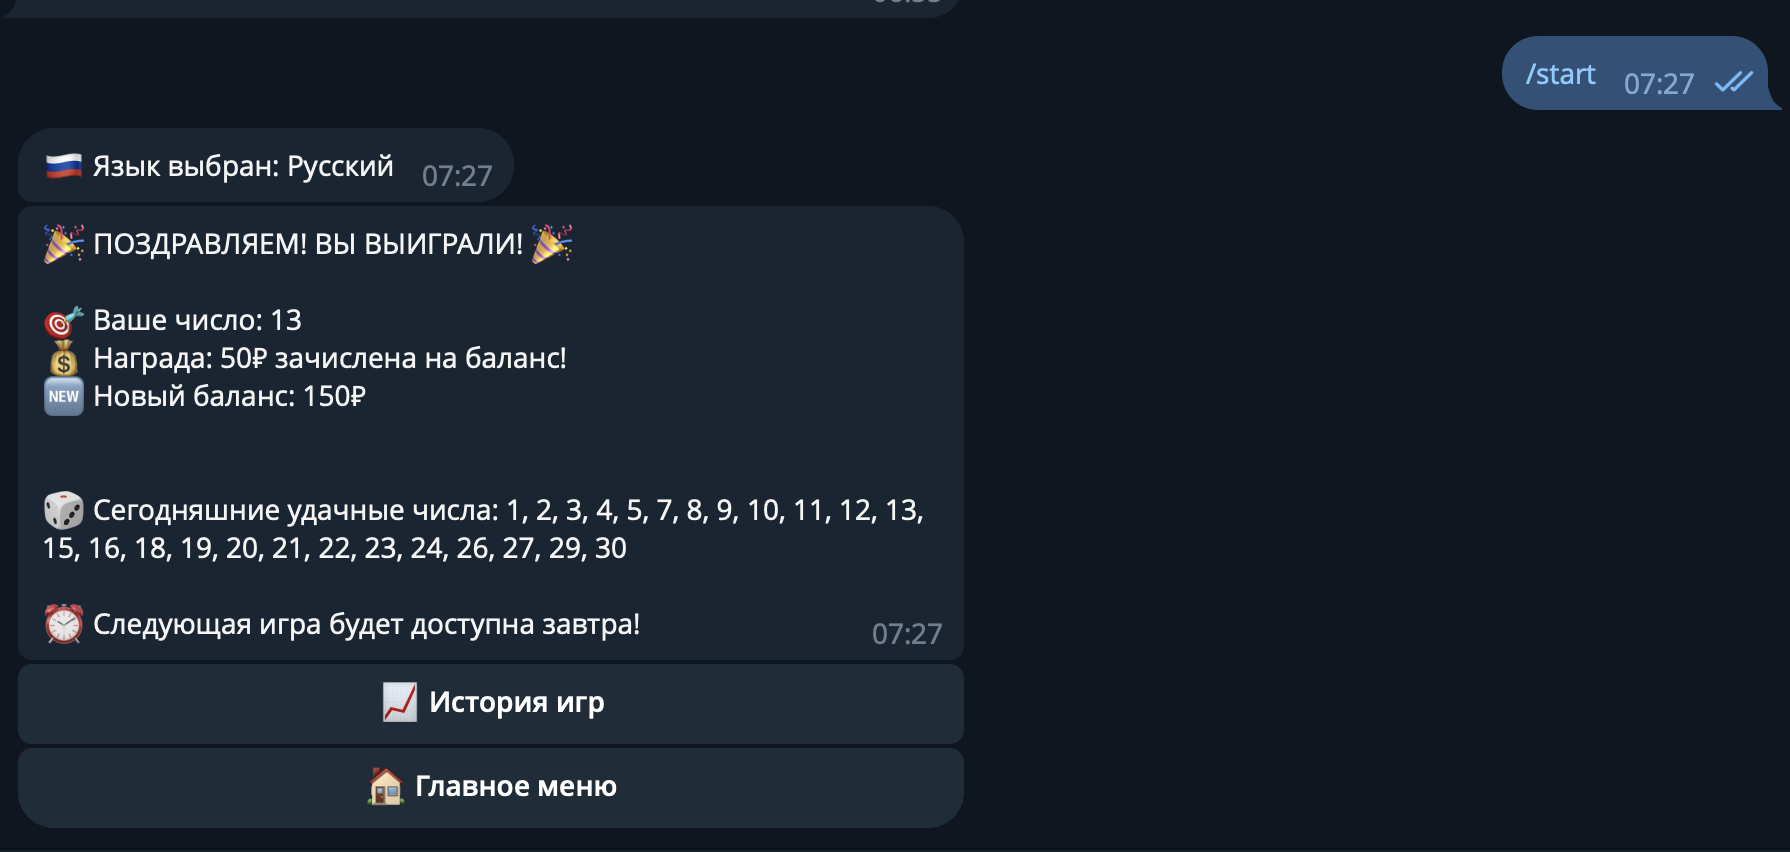 /start 07:27
Язык выбран: Русский 07:27
ПОЗДРАВЛЯЕМ! ВЫ ВЫИГРАЛИ!
Ваше число: 13
Награда: 50₽ зачислена на баланс!
NEW Новый баланс: 150₽
Сегодняшние удачные числа: 1, 2, 3, 4, 5, 7, 8, 9, 10, 11, 12, 13,
15, 16, 18, 19, 20, 21, 22, 23, 24, 26, 27, 29, 30
Следующая игра будет доступна завтра! 07:27
История игр
Главное меню